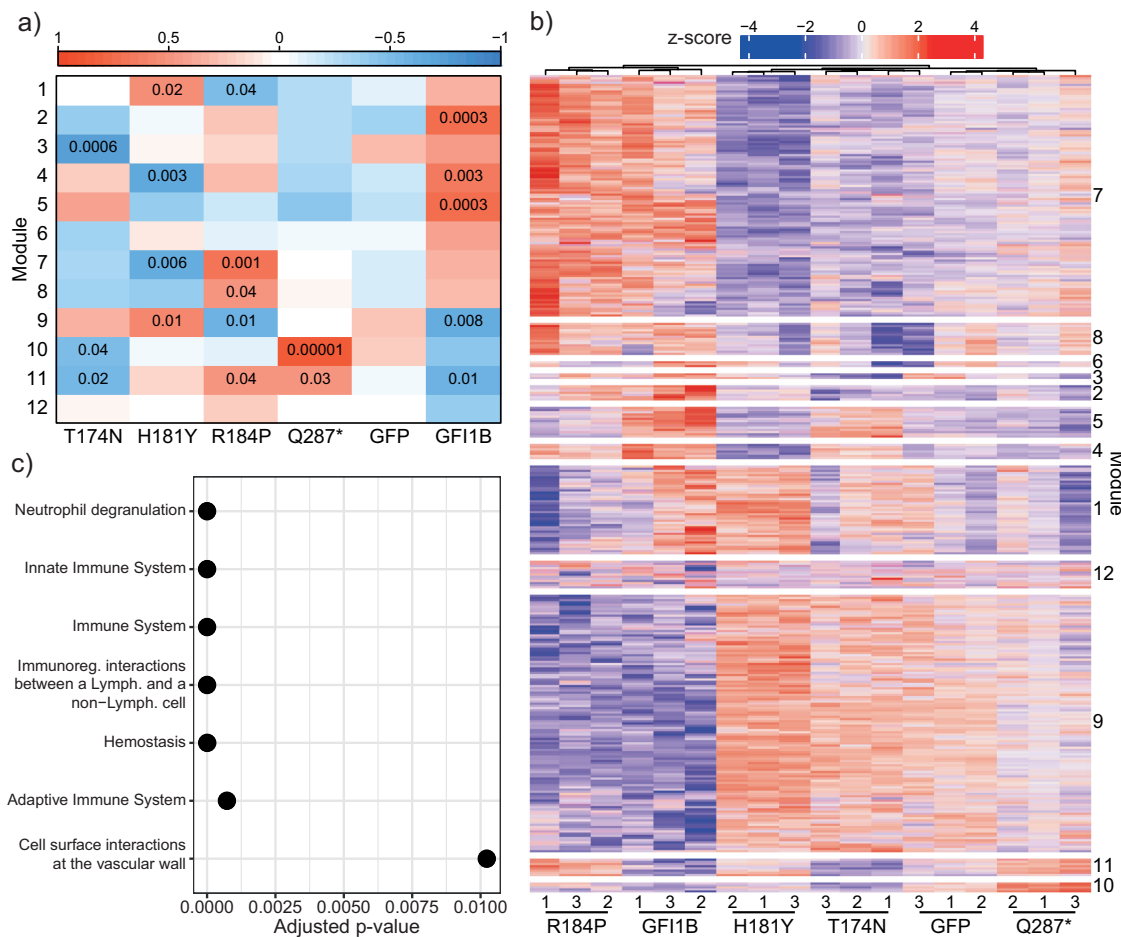 a)
1 0.5 0 −0.5 −1
Module
1 0.02 0.04
2 0.0003
3 0.0006
4 0.003 0.003
5 0.0003
6
7 0.006 0.001
8 0.04
9 0.01 0.01 0.008
10 0.04 0.00001
11 0.02 0.04 0.03 0.01
12
T174N H181Y R184P Q287* GFP GFI1B
b)
z-score
−4 −2 0 2 4
7
8
6
3
2
5
4
1
12
9
11
10
Module
1 3 2 1 3 2 2 1 3 3 2 1 3 1 2 2 1 3
R184P GFI1B H181Y T174N GFP Q287*
c)
Neutrophil degranulation
Innate Immune System
Immune System
Immunoreg. interactions
between a Lymph. and a
non−Lymph. cell
Hemostasis
Adaptive Immune System
Cell surface interactions
at the vascular wall
0.0000 0.0025 0.0050 0.0075 0.0100
Adjusted p-value